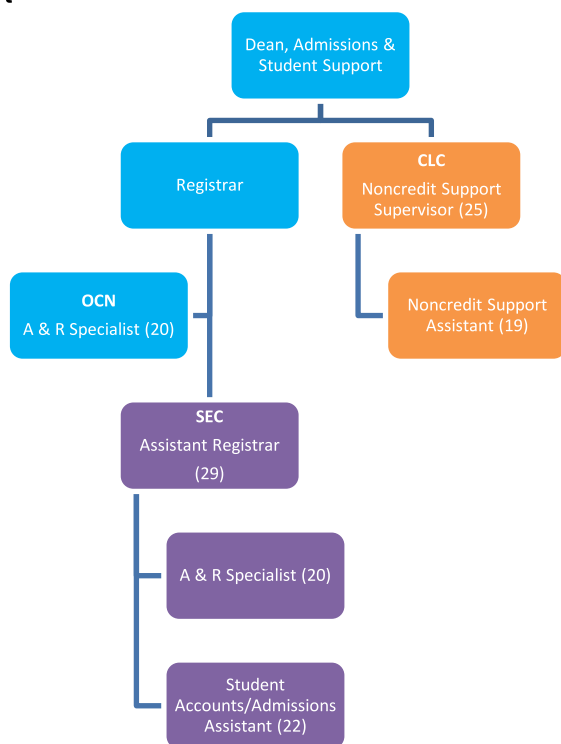 Dean, Admissions &
Student Support
Registrar
CLC
Noncredit Support
Supervisor (25)
OCN
A & R Specialist (20)
Noncredit Support
Assistant (19)
SEC
Assistant Registrar
(29)
A & R Specialist (20)
Student
Accounts/Admissions
Assistant (22)